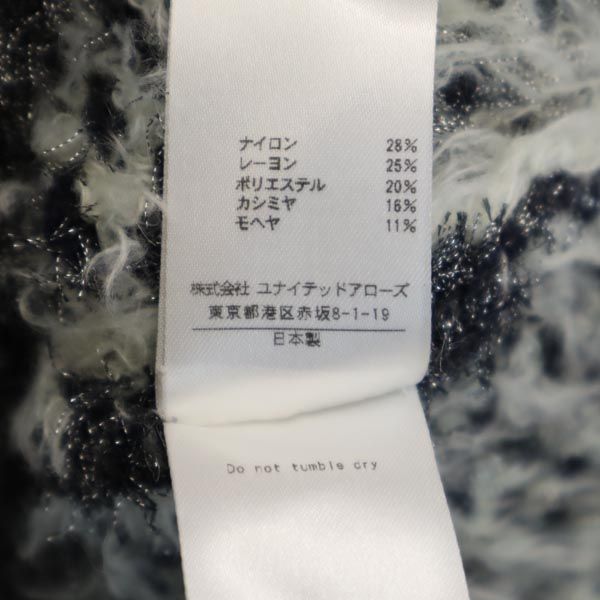 ナイロン 28%
レーヨン 25%
ポリエステル 20%
カシミヤ 16%
モヘヤ 11%
株式会社 ユナイテッドアローズ
東京都港区赤坂8-1-19
日本製
Do not tumble cry